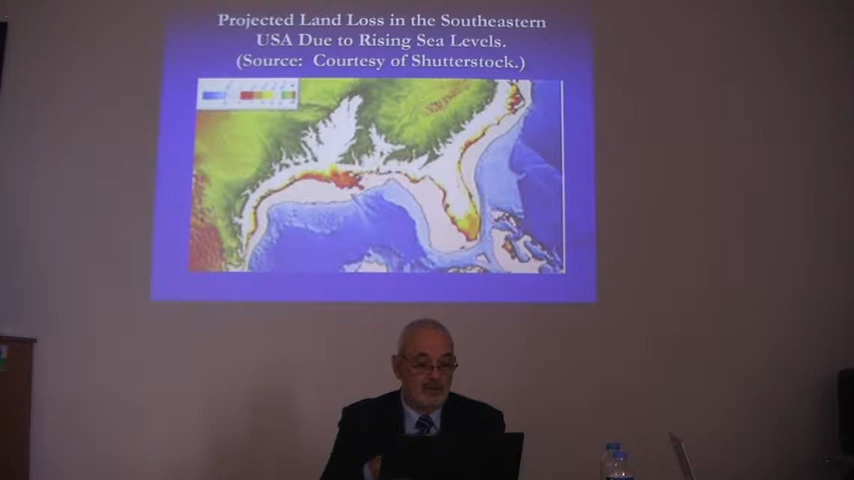 Projected Land Loss in the Southeastern
USA Due to Rising Sea Levels.
(Source: Courtesy of Shutterstock.)